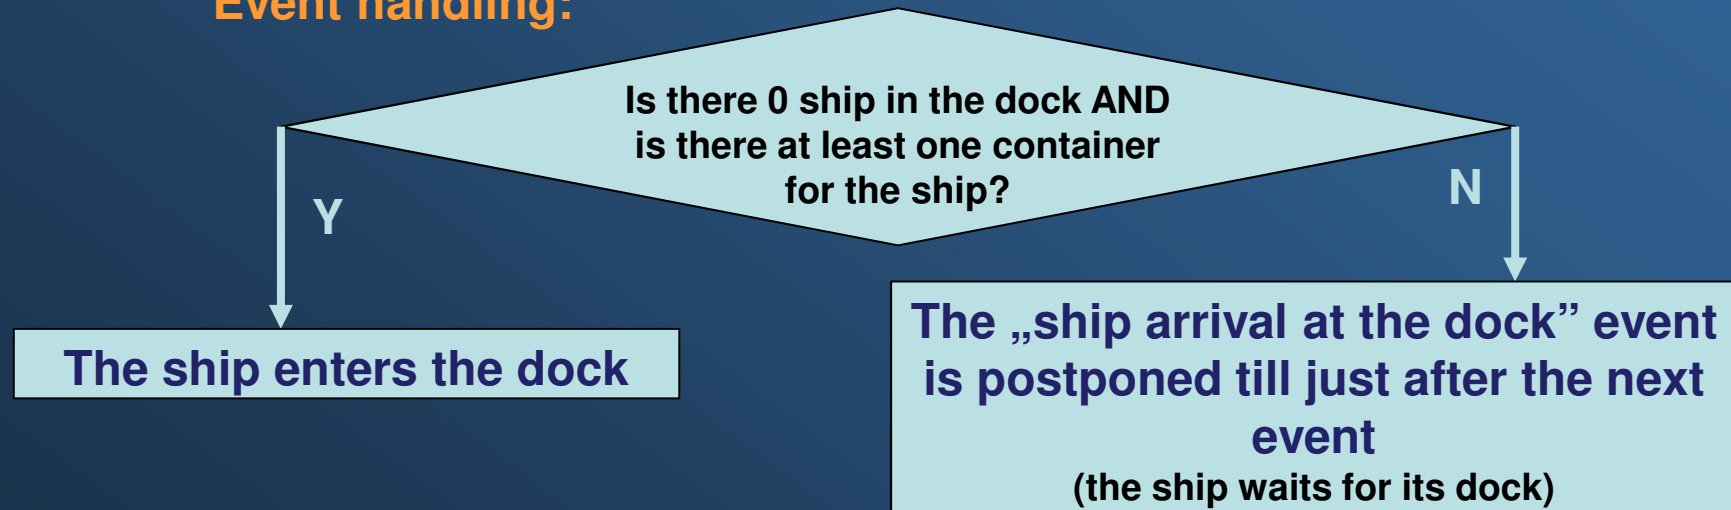 Event handling:
Is there 0 ship in the dock AND
is there at least one container
for the ship?
Y
N
The ship enters the dock
The „ship arrival at the dock” event
is postponed till just after the next
event
(the ship waits for its dock)